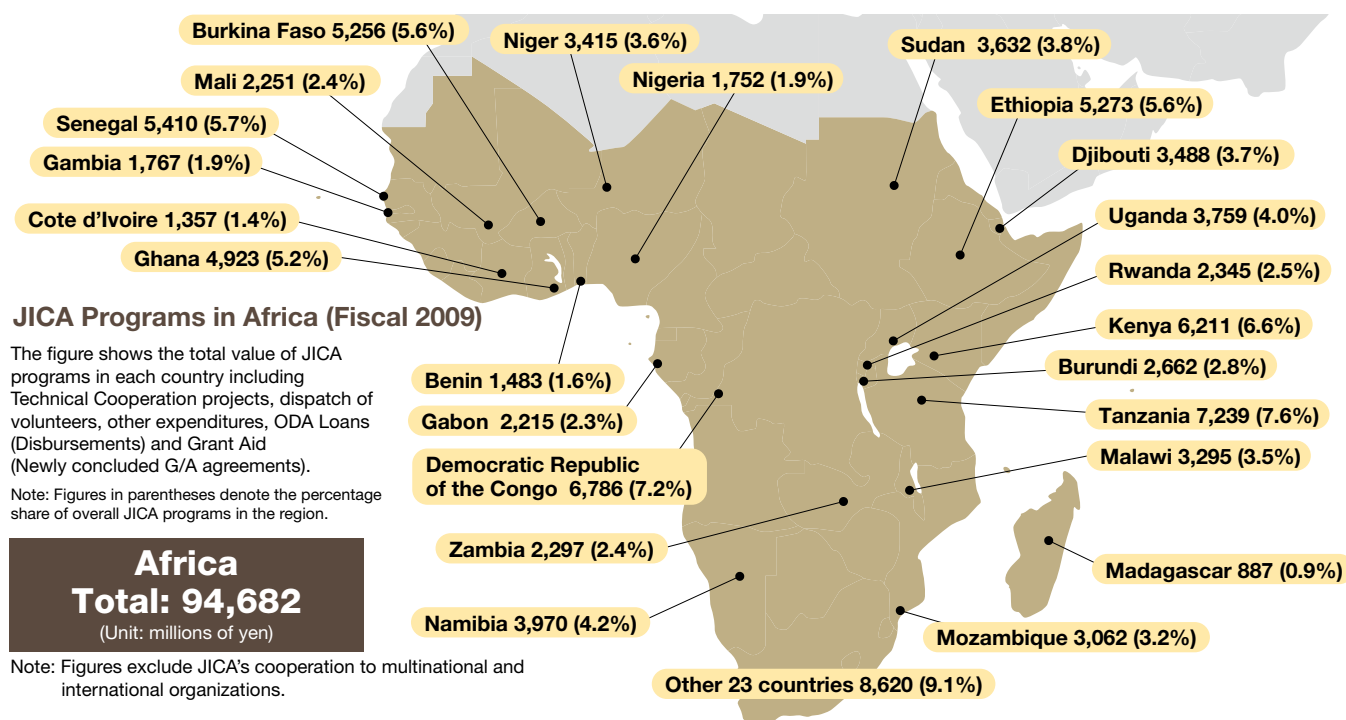 Burkina Faso 5,256 (5.6%)
Niger 3,415 (3.6%)
Sudan 3,632 (3.8%)
Mali 2,251 (2.4%)
Nigeria 1,752 (1.9%)
Ethiopia 5,273 (5.6%)
Senegal 5,410 (5.7%)
Gambia 1,767 (1.9%)
Djibouti 3,488 (3.7%)
Cote d’Ivoire 1,357 (1.4%)
Uganda 3,759 (4.0%)
Ghana 4,923 (5.2%)
Rwanda 2,345 (2.5%)
JICA Programs in Africa (Fiscal 2009)
Kenya 6,211 (6.6%)
The figure shows the total value of JICA
programs in each country including
Technical Cooperation projects, dispatch of
volunteers, other expenditures, ODA Loans
(Disbursements) and Grant Aid
(Newly concluded G/A agreements).
Note: Figures in parentheses denote the percentage
share of overall JICA programs in the region.
Benin 1,483 (1.6%)
Burundi 2,662 (2.8%)
Gabon 2,215 (2.3%)
Tanzania 7,239 (7.6%)
Democratic Republic
of the Congo 6,786 (7.2%)
Malawi 3,295 (3.5%)
Africa
Total: 94,682
(Unit: millions of yen)
Zambia 2,297 (2.4%)
Madagascar 887 (0.9%)
Namibia 3,970 (4.2%)
Mozambique 3,062 (3.2%)
Note: Figures exclude JICA’s cooperation to multinational and
international organizations.
Other 23 countries 8,620 (9.1%)